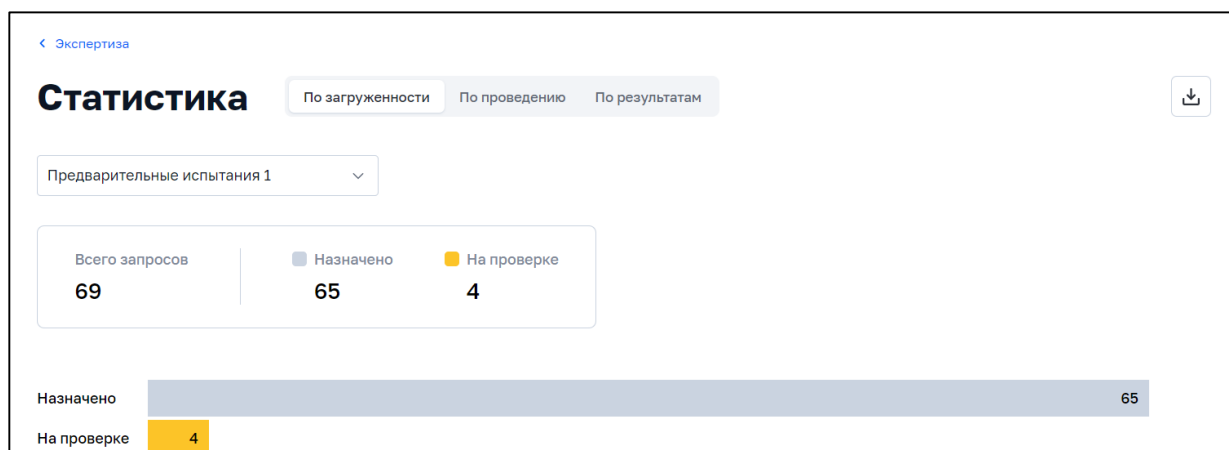 Экспертиза
Статистика По загруженности По проведению По результатам
Предварительные испытания 1
Всего запросов Назначено На проверке
69 65 4
Назначено 65
На проверке 4